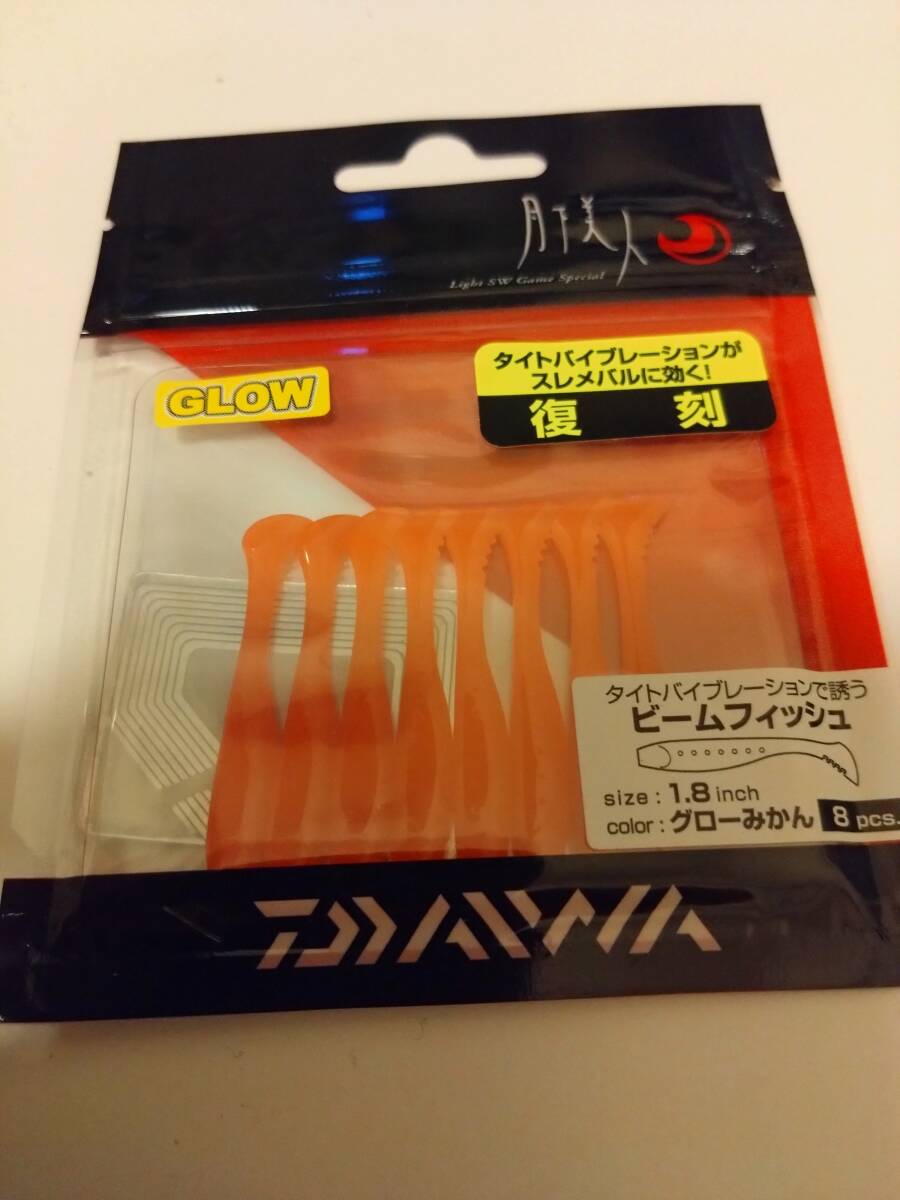 月下美人
Light SW Game Special
GLOW
タイトバイブレーションが
スレメバルに効く!
復刻
タイトバイブレーションで誘う
ビームフィッシュ
size : 1.8 inch
color : グローみかん 8 pcs.
DAIWA